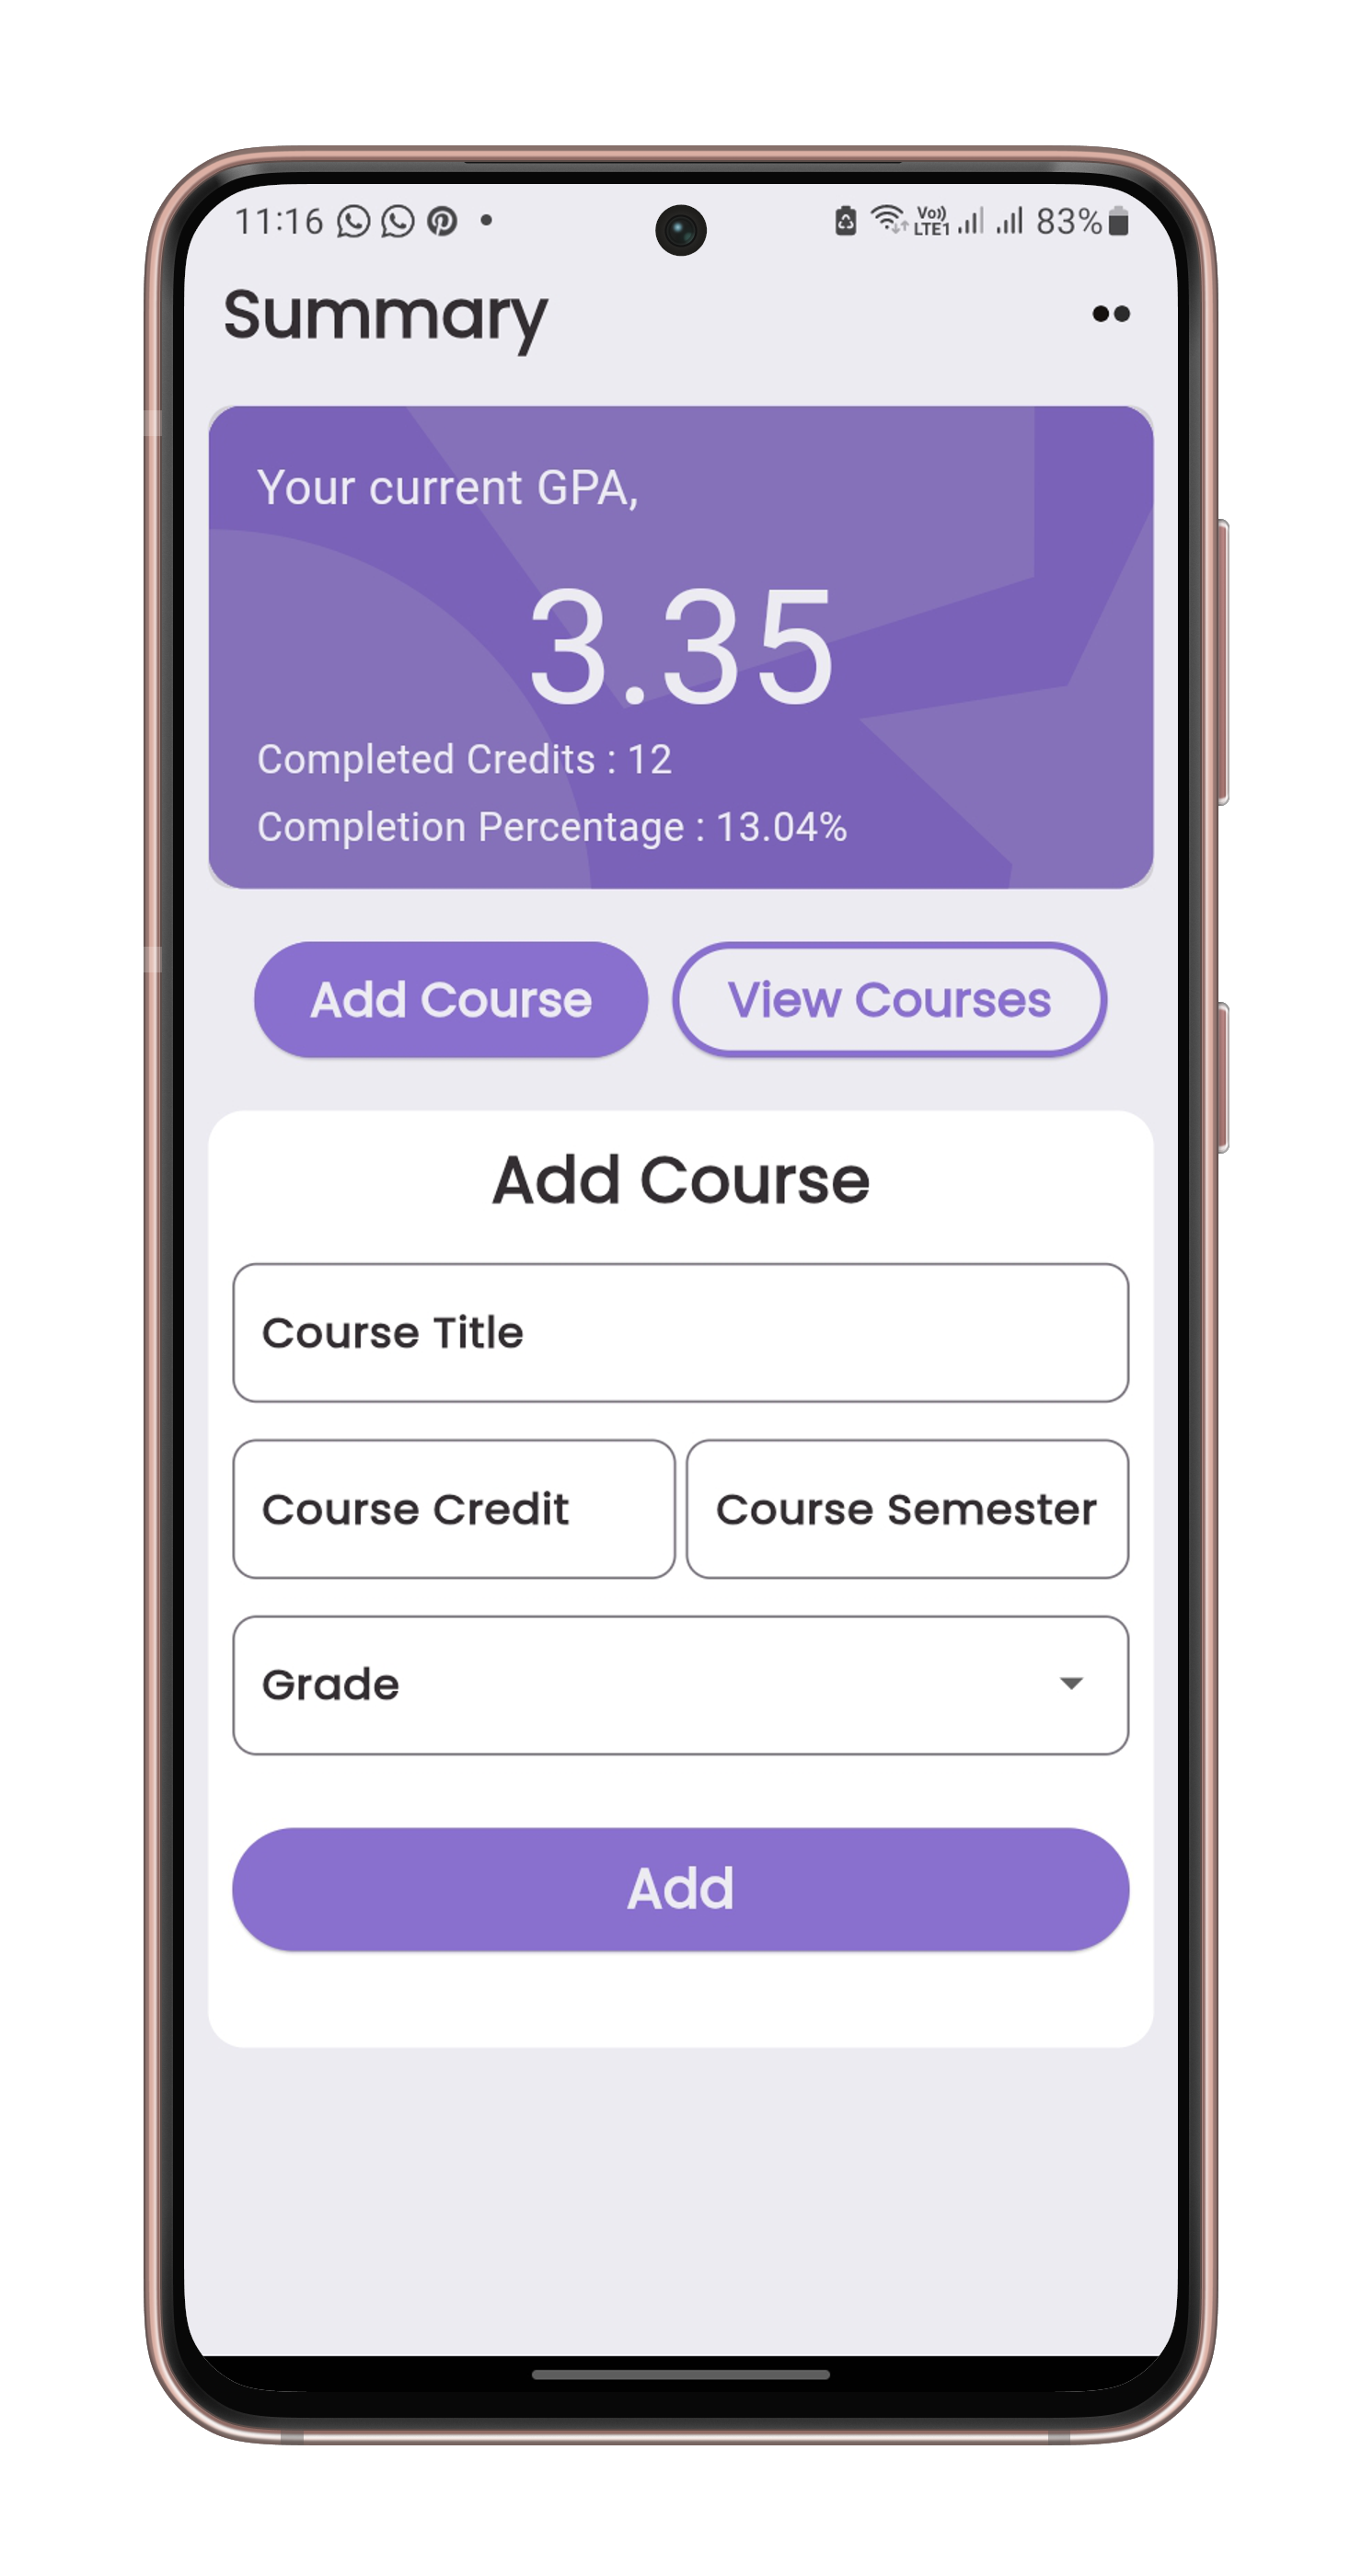 11:16 83%
Vo))
LTE1
Summary
Your current GPA,
3.35
Completed Credits : 12
Completion Percentage : 13.04%
Add Course View Courses
Add Course
Course Title
Course Credit Course Semester
Grade
Add